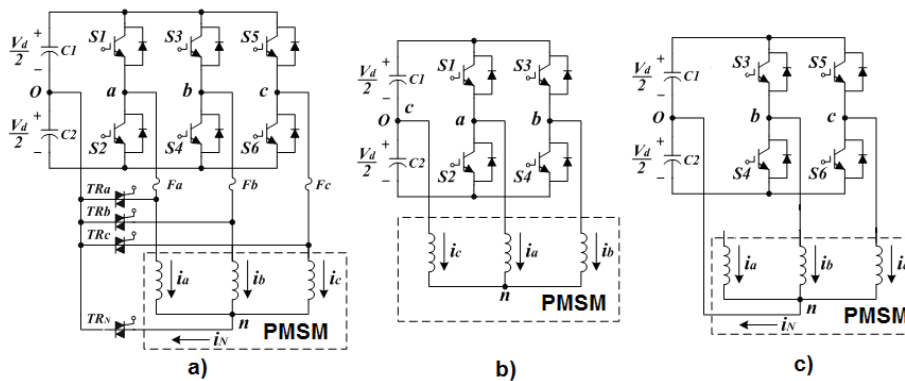 Vd
2
+
−
C1
S1
S3
S5
O
a
b
c
Vd
2
+
−
C2
S2
S4
S6
TRa
Fa
Fb
Fc
TRb
TRc
ia
ib
ic
TRN
n
iN
PMSM
a)
Vd
2
+
−
C1
S1
S3
c
O
a
b
Vd
2
+
−
C2
S2
S4
ic
ia
ib
n
PMSM
b)
Vd
2
+
−
C1
S3
S5
O
b
c
Vd
2
+
−
C2
S4
S6
ia
ib
n
iN
PMSM
c)